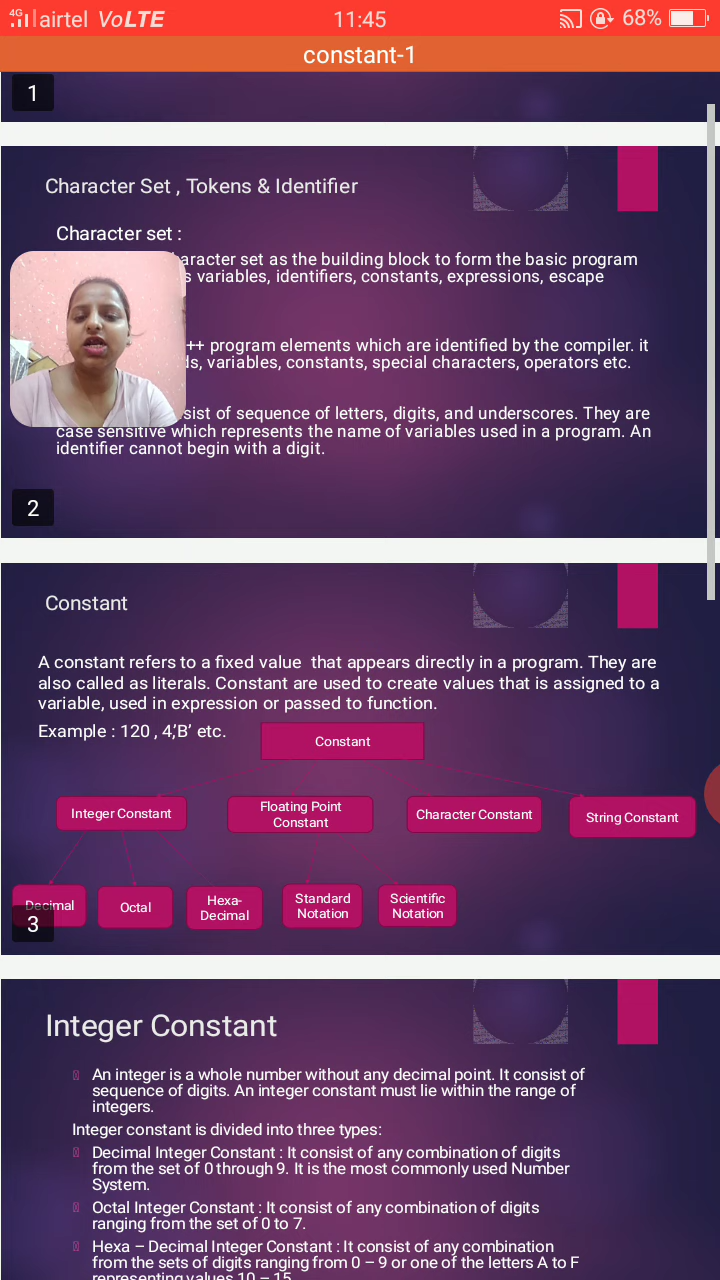 4G airtel VoLTE 11:45 68%
constant-1
1
Character Set , Tokens & Identifier
Character set :
aracter set as the building block to form the basic program
s variables, identifiers, constants, expressions, escape
++ program elements which are identified by the compiler. it
ds, variables, constants, special characters, operators etc.
sist of sequence of letters, digits, and underscores. They are
case sensitive which represents the name of variables used in a program. An
identifier cannot begin with a digit.
2
Constant
A constant refers to a fixed value that appears directly in a program. They are
also called as literals. Constant are used to create values that is assigned to a
variable, used in expression or passed to function.
Example : 120 , 4,’B’ etc.
Constant
Integer Constant
Floating Point
Constant
Character Constant
String Constant
Decimal
Octal
Hexa-
Decimal
Standard
Notation
Scientific
Notation
3
Integer Constant
An integer is a whole number without any decimal point. It consist of
sequence of digits. An integer constant must lie within the range of
integers.
Integer constant is divided into three types:
Decimal Integer Constant : It consist of any combination of digits
from the set of 0 through 9. It is the most commonly used Number
System.
Octal Integer Constant : It consist of any combination of digits
ranging from the set of 0 to 7.
Hexa – Decimal Integer Constant : It consist of any combination
from the sets of digits ranging from 0 – 9 or one of the letters A to F
representing values 10 – 15